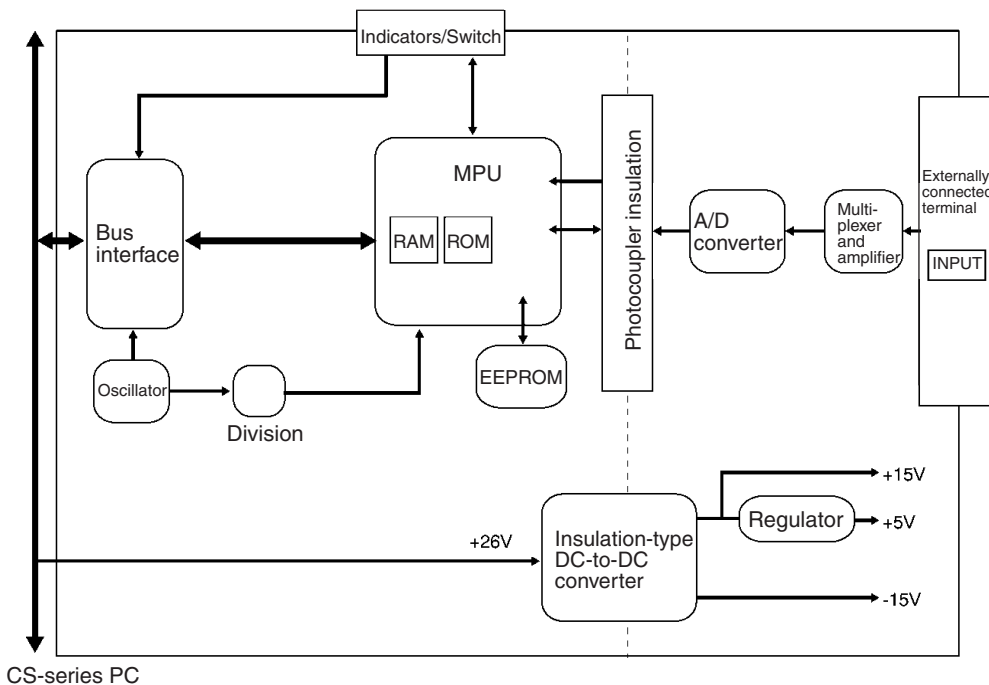 Indicators/Switch
MPU
RAM
ROM
Bus
interface
Photocoupler insulation
A/D
converter
Multi-
plexer
and
amplifier
Externally
connected
terminal
INPUT
EEPROM
Oscillator
Division
+26V
Insulation-type
DC-to-DC
converter
+15V
Regulator
+5V
-15V
CS-series PC